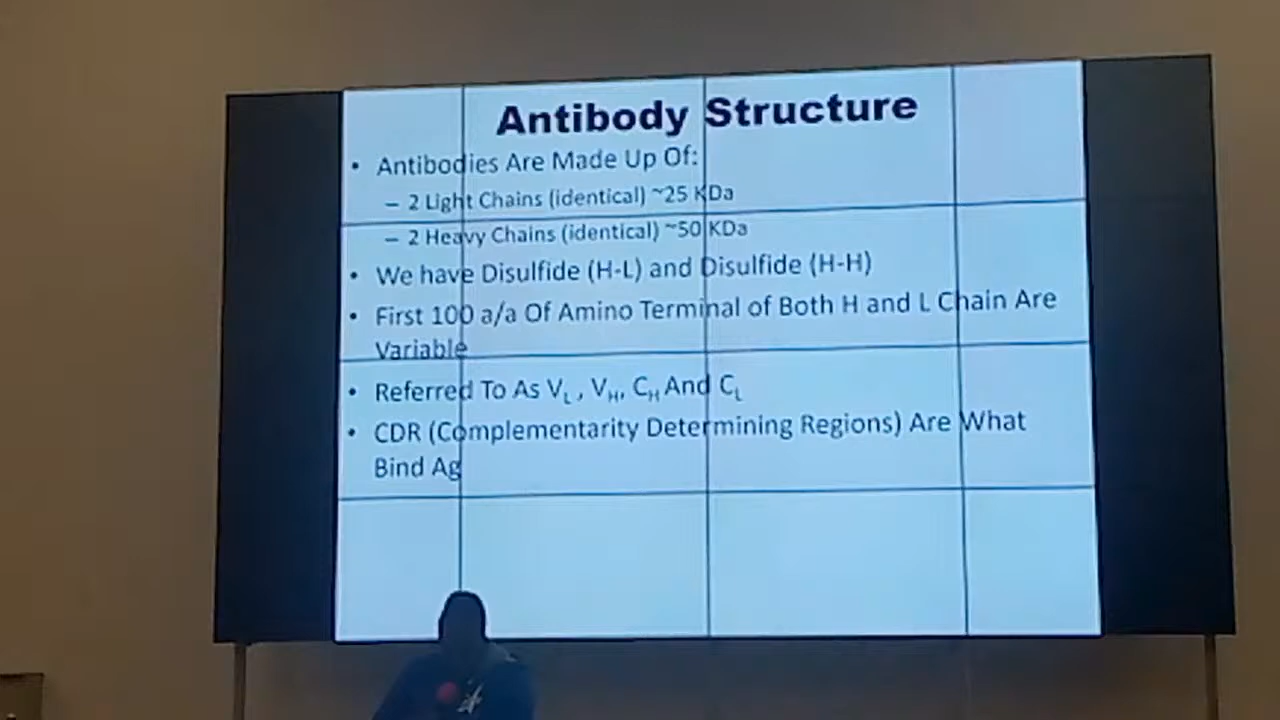 Antibody Structure
• Antibodies Are Made Up Of:
– 2 Light Chains (identical) ~25 KDa
– 2 Heavy Chains (identical) ~50 KDa
• We have Disulfide (H-L) and Disulfide (H-H)
• First 100 a/a Of Amino Terminal of Both H and L Chain Are
Variable
• Referred To As VL , VH, CH And CL
• CDR (Complementarity Determining Regions) Are What
Bind Ag